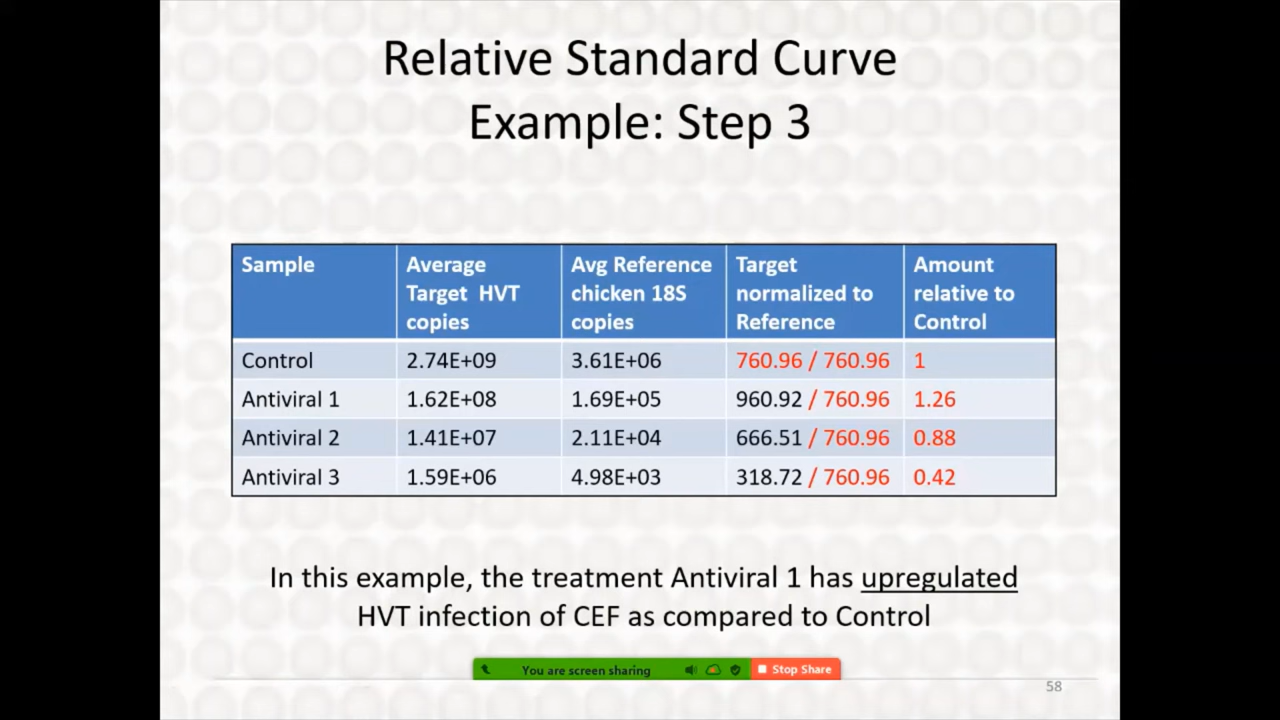 Relative Standard Curve
Example: Step 3
Sample
Average Target HVT copies
Avg Reference chicken 18S copies
Target normalized to Reference
Amount relative to Control
Control 2.74E+09 3.61E+06 760.96 / 760.96 1
Antiviral 1 1.62E+08 1.69E+05 960.92 / 760.96 1.26
Antiviral 2 1.41E+07 2.11E+04 666.51 / 760.96 0.88
Antiviral 3 1.59E+06 4.98E+03 318.72 / 760.96 0.42
In this example, the treatment Antiviral 1 has upregulated
HVT infection of CEF as compared to Control
You are screen sharing Stop Share
58